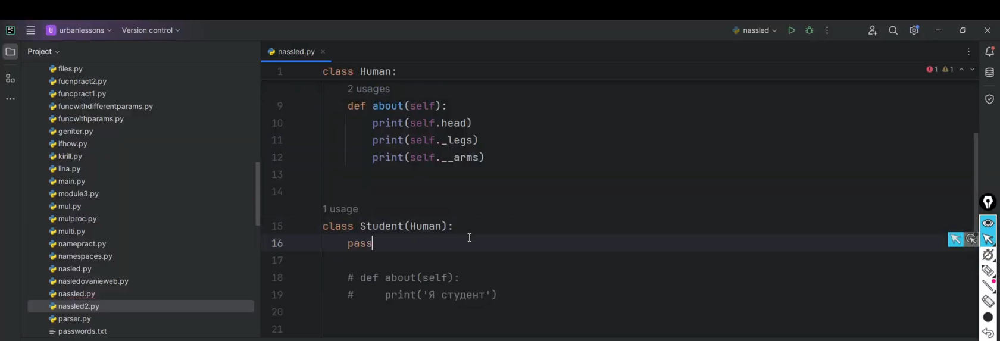 PC U urbanlessons Version control nassled
Project
nassled.py
files.py
fucnpract2.py
funcpract1.py
funcwithdifferentparams.py
funcwithparams.py
geniter.py
ifhow.py
kirill.py
lina.py
main.py
module3.py
mul.py
mulproc.py
multi.py
namepract.py
namespaces.py
nasled.py
nasledovanieweb.py
nassled.py
nassled2.py
parser.py
passwords.txt
1 class Human:
1 1
2 usages
9 def about(self):
10 print(self.head)
11 print(self._legs)
12 print(self.__arms)
13
14
1 usage
15 class Student(Human):
16 pass
17
18 # def about(self):
19 # print('Я студент')
20
21